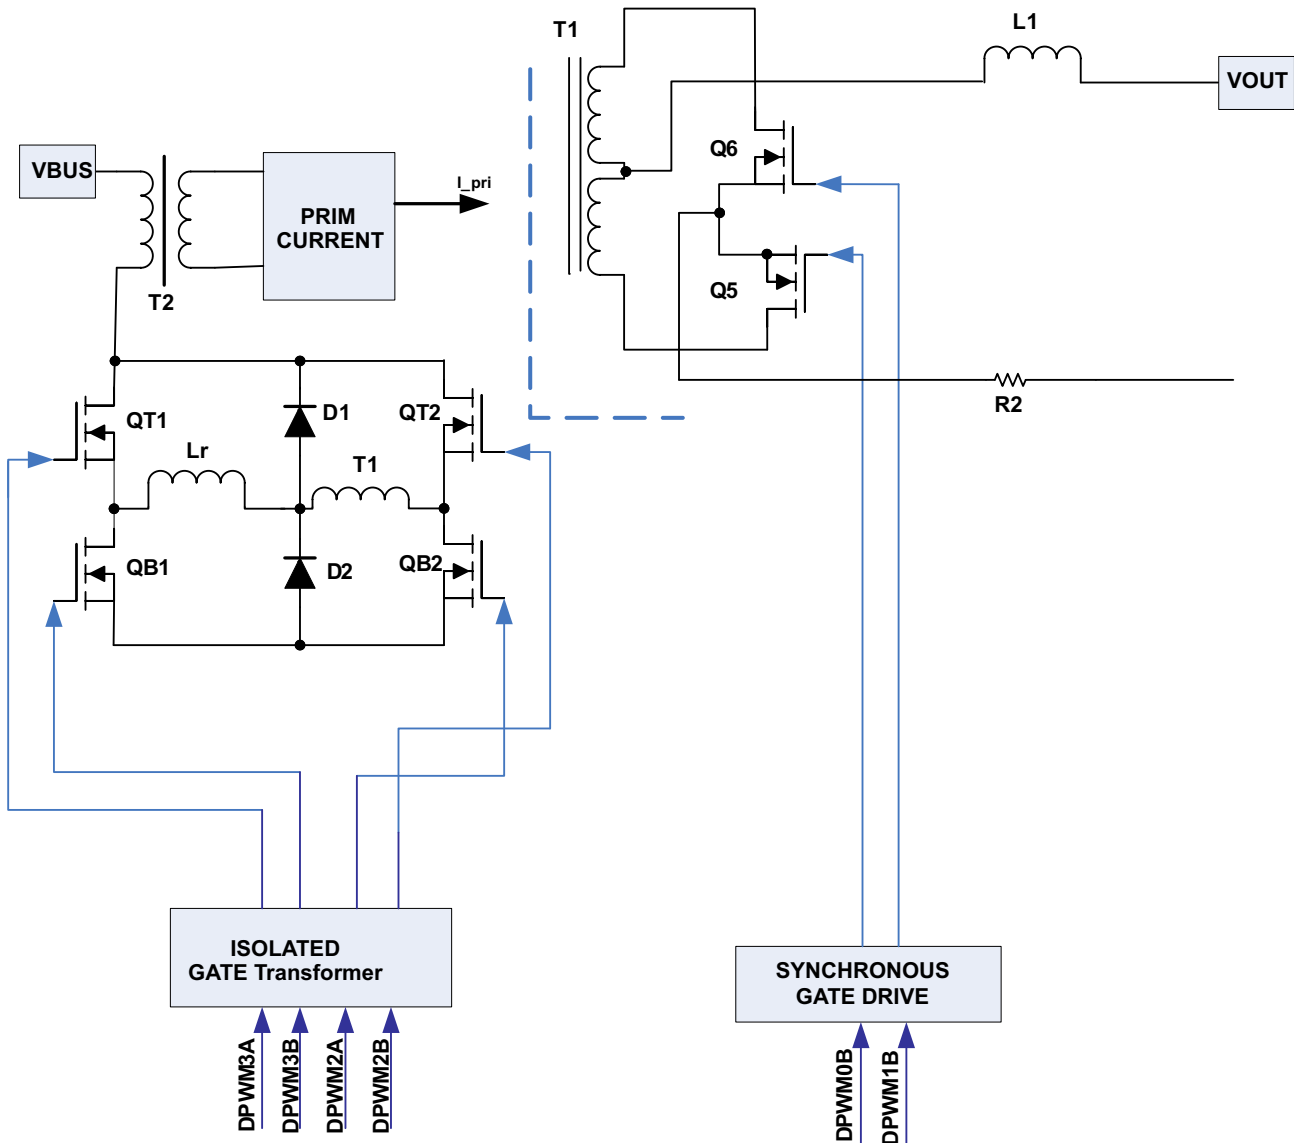 T1
L1
VOUT
Q6
VBUS
I_pri
PRIM
CURRENT
T2
Q5
R2
QT1
D1
QT2
Lr
T1
QB1
D2
QB2
ISOLATED
GATE Transformer
SYNCHRONOUS
GATE DRIVE
DPWM3A
DPWM3B
DPWM2A
DPWM2B
DPWM0B
DPWM1B